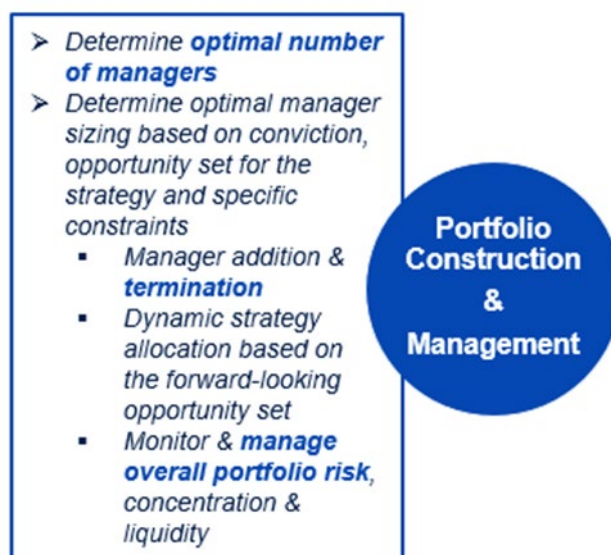 ➢ Determine optimal number
of managers
➢ Determine optimal manager
sizing based on conviction,
opportunity set for the
strategy and specific
constraints
▪ Manager addition &
termination
▪ Dynamic strategy
allocation based on
the forward-looking
opportunity set
▪ Monitor & manage
overall portfolio risk,
concentration &
liquidity
Portfolio
Construction
&
Management